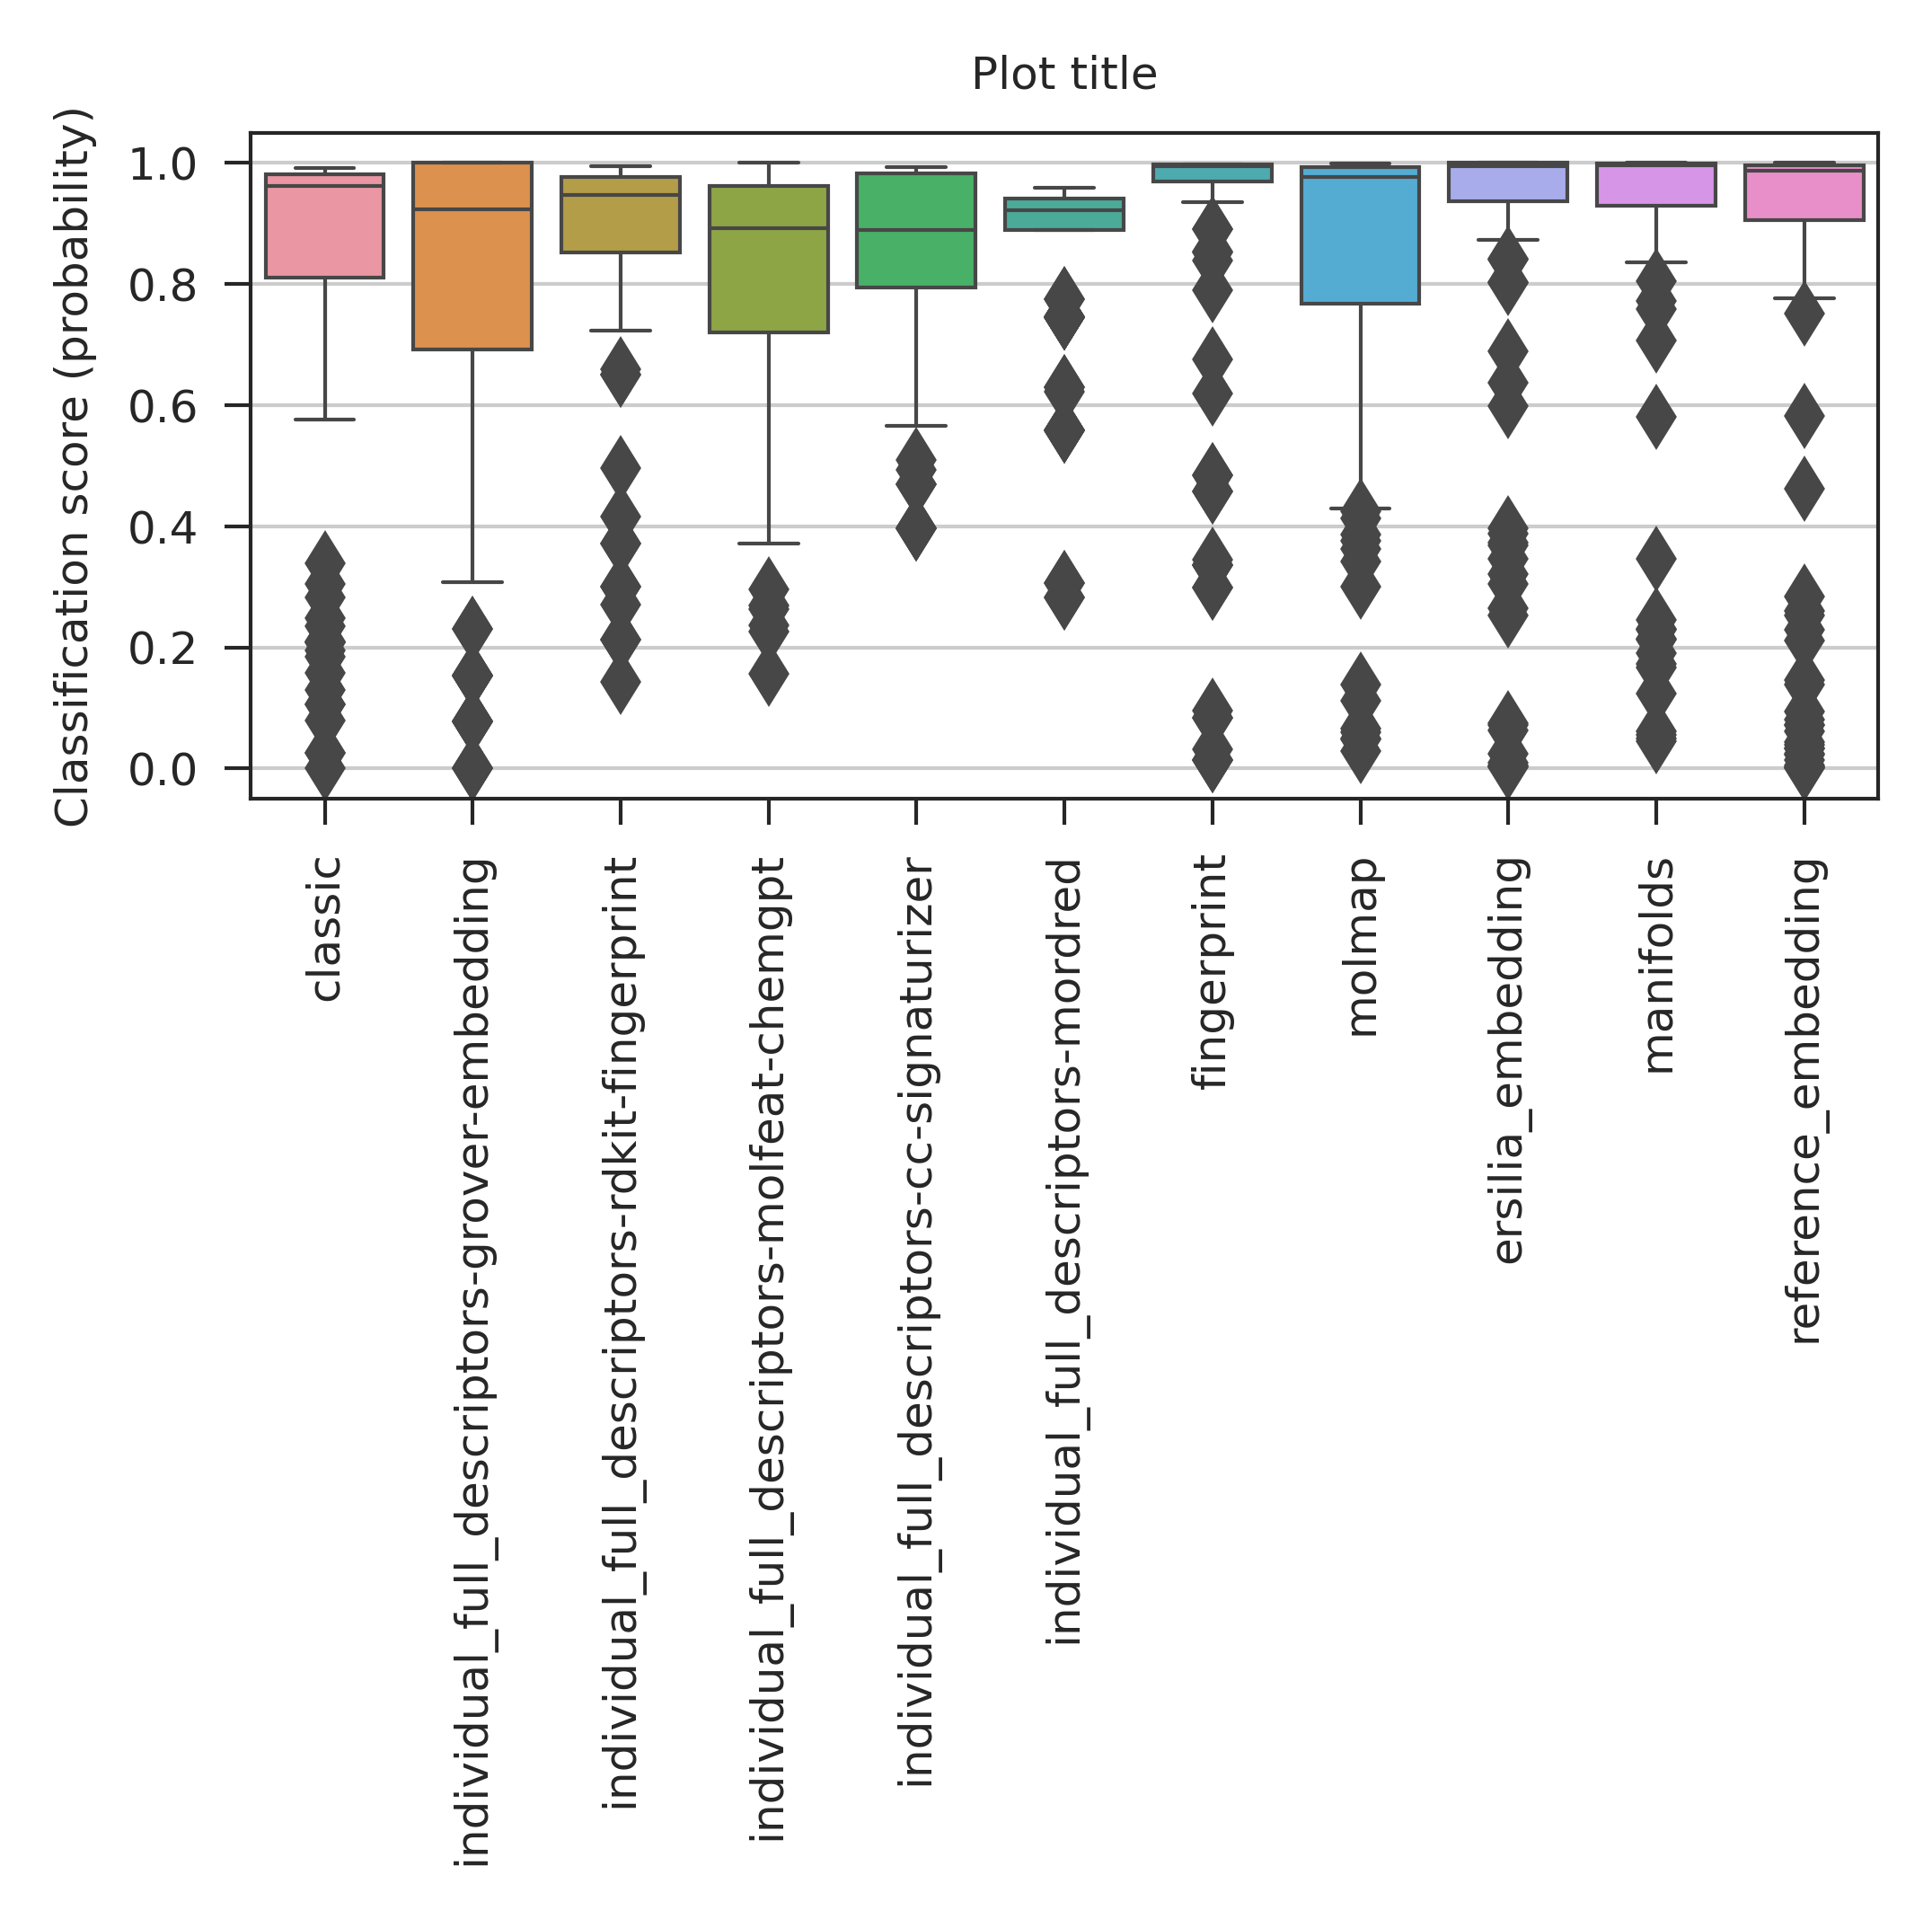 Plot title
Classification score (probability)
1.0
0.8
0.6
0.4
0.2
0.0
classic
individual_full_descriptors-grover-embedding
individual_full_descriptors-rdkit-fingerprint
individual_full_descriptors-molfeat-chemgpt
individual_full_descriptors-cc-signaturizer
individual_full_descriptors-mordred
fingerprint
molmap
ersilia_embedding
manifolds
reference_embedding